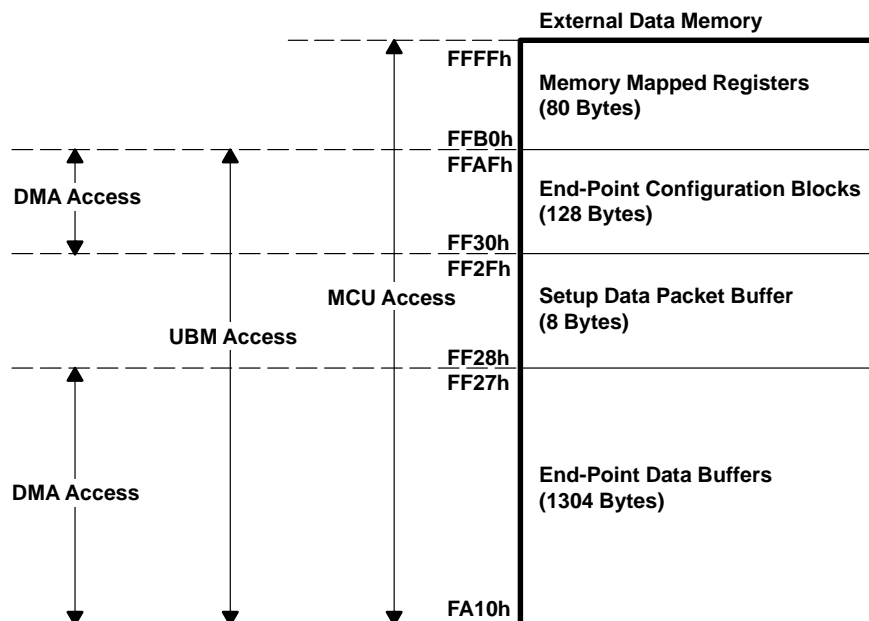 External Data Memory
FFFFh
Memory Mapped Registers
(80 Bytes)
FFB0h
FFAFh
DMA Access
End-Point Configuration Blocks
(128 Bytes)
FF30h
FF2Fh
MCU Access
Setup Data Packet Buffer
(8 Bytes)
UBM Access
FF28h
FF27h
DMA Access
End-Point Data Buffers
(1304 Bytes)
FA10h